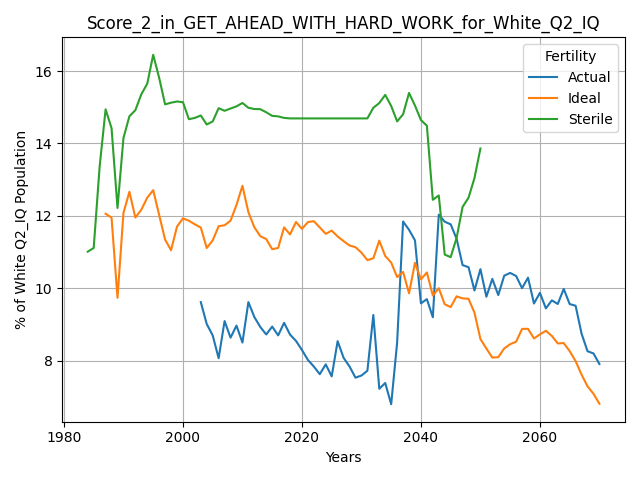 Score_2_in_GET_AHEAD_WITH_HARD_WORK_for_White_Q2_IQ
Fertility
Actual
Ideal
Sterile
% of White Q2_IQ Population
16
14
12
10
8
1980
2000
2020
2040
2060
Years